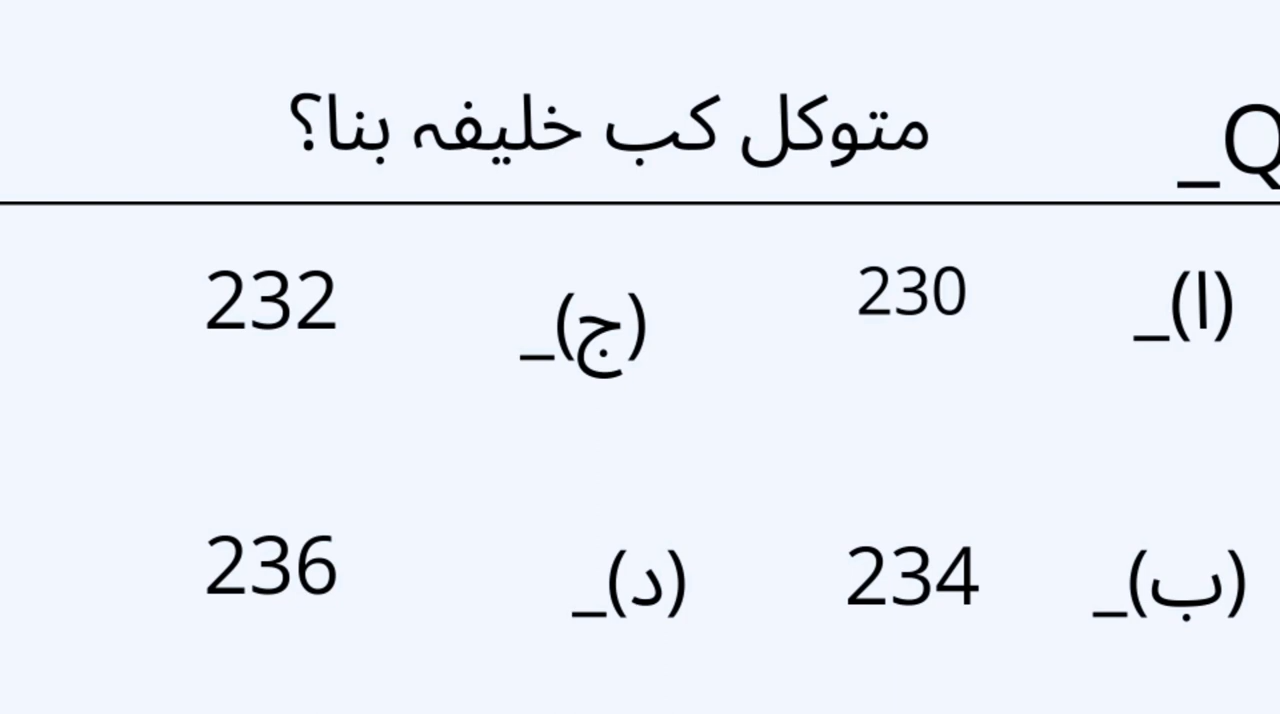 Q_ متوکل کب خلیفہ بنا؟
(ا)_ 230 (ج)_ 232
(ب)_ 234 (د)_ 236